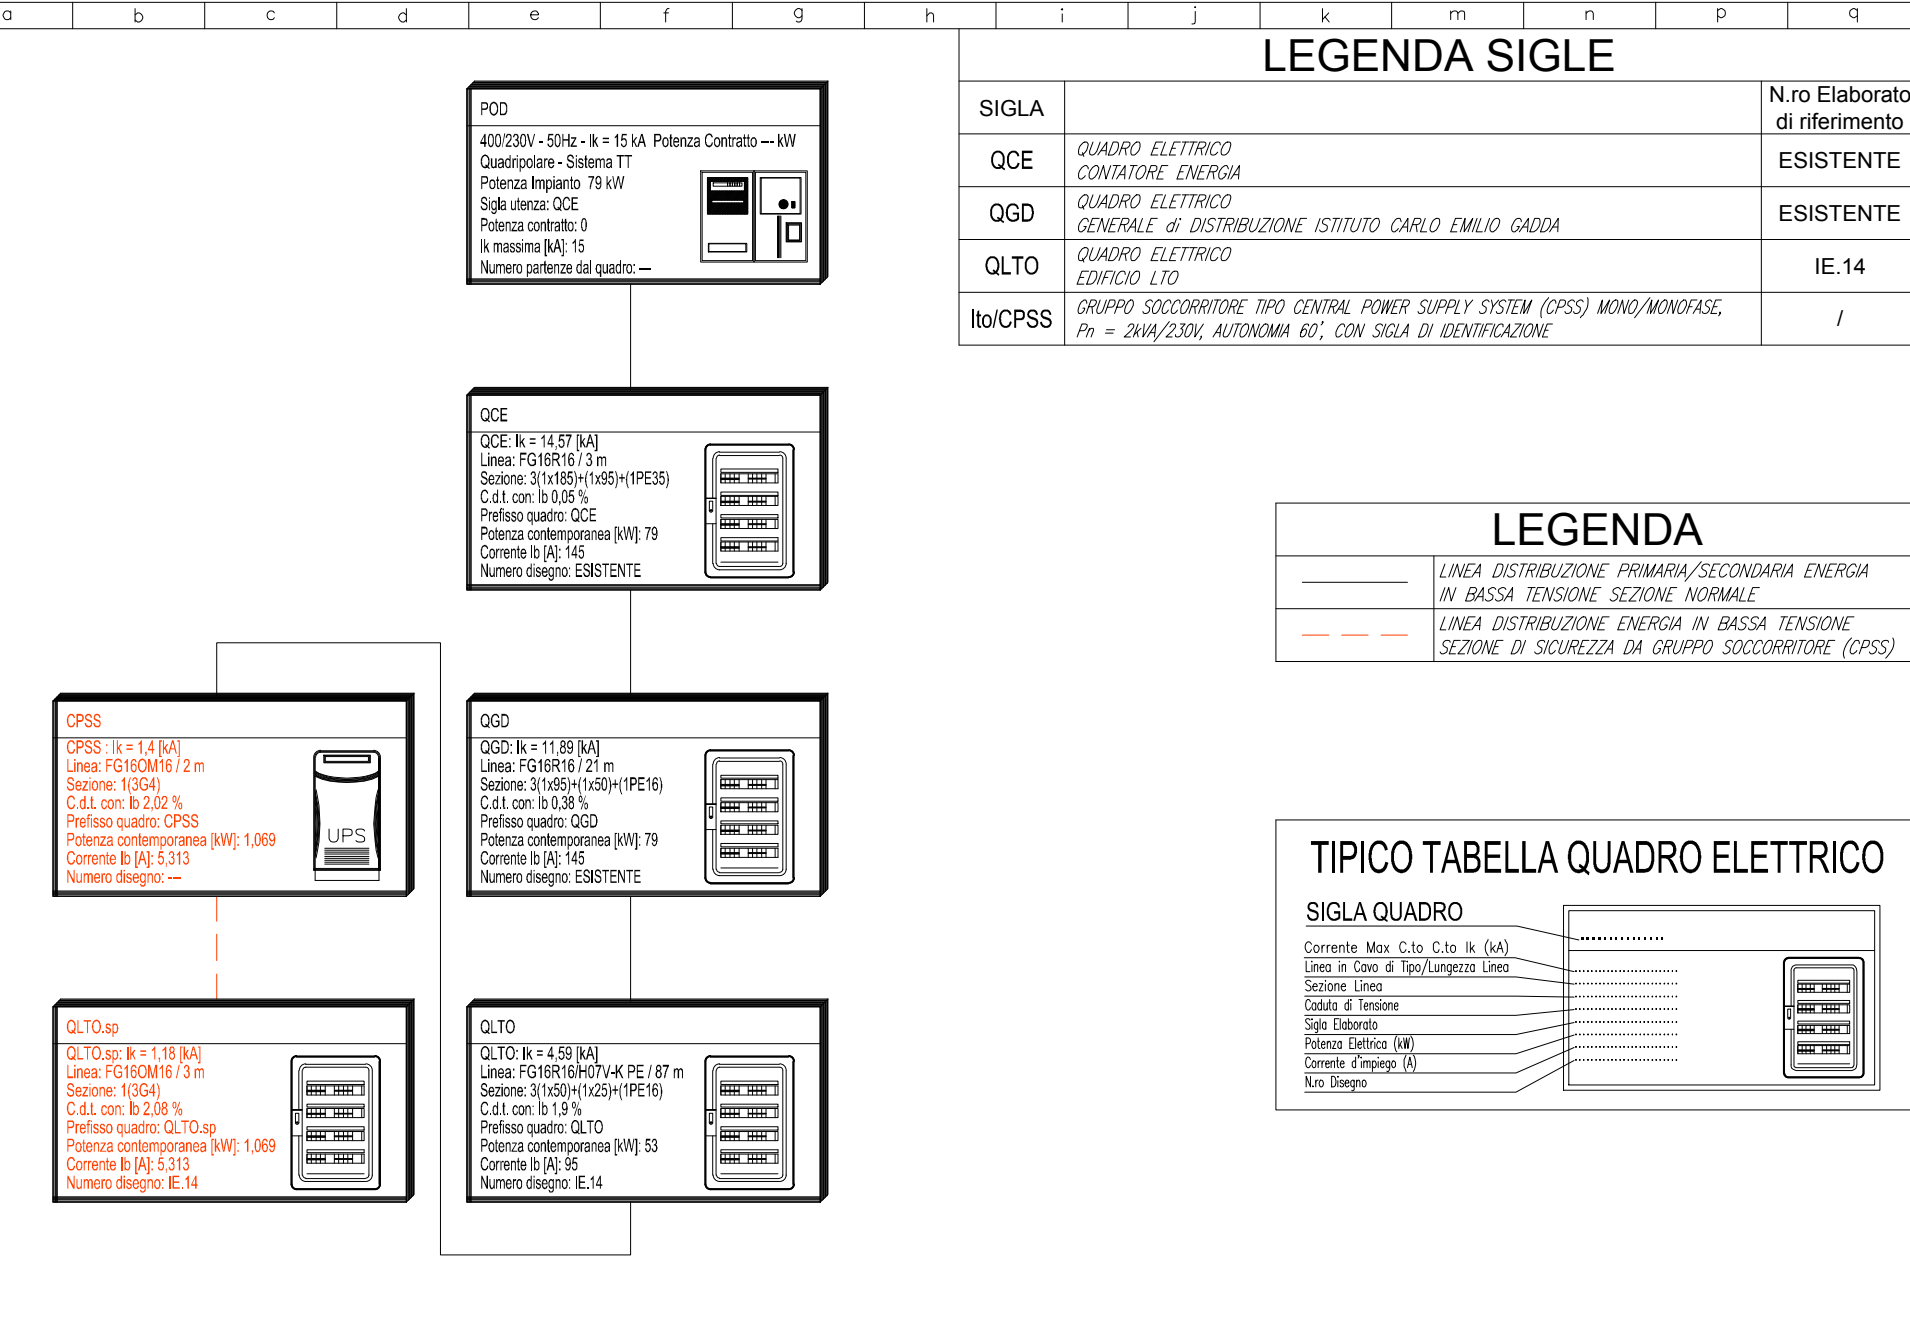 a b c d e f g h i j k m n p q
LEGENDA SIGLE
SIGLA
N.ro Elaborato
di riferimento
QCE
QUADRO ELETTRICO
CONTATORE ENERGIA
ESISTENTE
QGD
QUADRO ELETTRICO
GENERALE di DISTRIBUZIONE ISTITUTO CARLO EMILIO GADDA
ESISTENTE
QLTO
QUADRO ELETTRICO
EDIFICIO LTO
IE.14
lto/CPSS
GRUPPO SOCCORRITORE TIPO CENTRAL POWER SUPPLY SYSTEM (CPSS) MONO/MONOFASE,
Pn = 2kVA/230V, AUTONOMIA 60', CON SIGLA DI IDENTIFICAZIONE
/
POD
400/230V - 50Hz - Ik = 15 kA Potenza Contratto --- kW
Quadripolare - Sistema TT
Potenza Impianto 79 kW
Sigla utenza: QCE
Potenza contratto: 0
Ik massima [kA]: 15
Numero partenze dal quadro: ---
QCE
QCE: Ik = 14,57 [kA]
Linea: FG16R16 / 3 m
Sezione: 3(1x185)+(1x95)+(1PE35)
C.d.t. con: Ib 0,05 %
Prefisso quadro: QCE
Potenza contemporanea [kW]: 79
Corrente Ib [A]: 145
Numero disegno: ESISTENTE
LEGENDA
LINEA DISTRIBUZIONE PRIMARIA/SECONDARIA ENERGIA
IN BASSA TENSIONE SEZIONE NORMALE
LINEA DISTRIBUZIONE ENERGIA IN BASSA TENSIONE
SEZIONE DI SICUREZZA DA GRUPPO SOCCORRITORE (CPSS)
CPSS
CPSS : Ik = 1,4 [kA]
Linea: FG16OM16 / 2 m
Sezione: 1(3G4)
C.d.t. con: Ib 2,02 %
Prefisso quadro: CPSS
Potenza contemporanea [kW]: 1,069
Corrente Ib [A]: 5,313
Numero disegno: ---
UPS
QGD
QGD: Ik = 11,89 [kA]
Linea: FG16R16 / 21 m
Sezione: 3(1x95)+(1x50)+(1PE16)
C.d.t. con: Ib 0,38 %
Prefisso quadro: QGD
Potenza contemporanea [kW]: 79
Corrente Ib [A]: 145
Numero disegno: ESISTENTE
TIPICO TABELLA QUADRO ELETTRICO
SIGLA QUADRO
Corrente Max C.to C.to Ik (kA)
Linea in Cavo di Tipo/Lungezza Linea
Sezione Linea
Caduta di Tensione
Sigla Elaborato
Potenza Elettrica (kW)
Corrente d'impiego (A)
N.ro Disegno
QLTO.sp
QLTO.sp: Ik = 1,18 [kA]
Linea: FG16OM16 / 3 m
Sezione: 1(3G4)
C.d.t. con: Ib 2,08 %
Prefisso quadro: QLTO.sp
Potenza contemporanea [kW]: 1,069
Corrente Ib [A]: 5,313
Numero disegno: IE.14
QLTO
QLTO: Ik = 4,59 [kA]
Linea: FG16R16/H07V-K PE / 87 m
Sezione: 3(1x50)+(1x25)+(1PE16)
C.d.t. con: Ib 1,9 %
Prefisso quadro: QLTO
Potenza contemporanea [kW]: 53
Corrente Ib [A]: 95
Numero disegno: IE.14